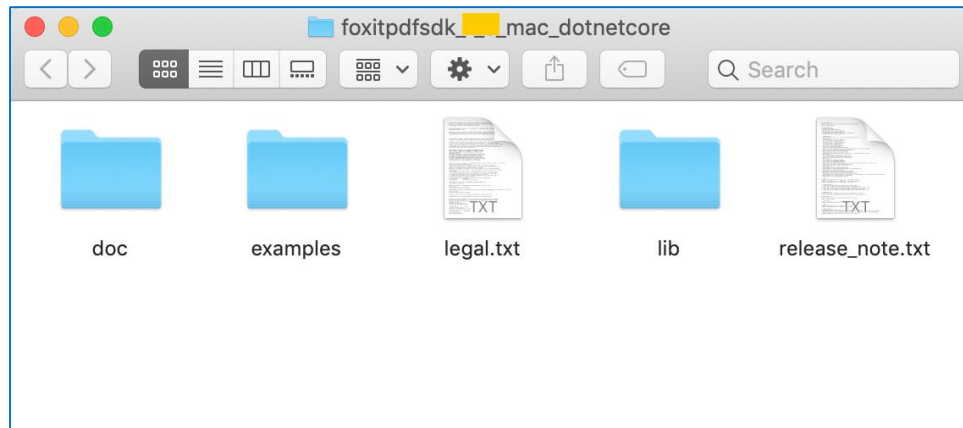 foxitpdfsdk_ _ _mac_dotnetcore
Search
TXT
TXT
doc
examples
legal.txt
lib
release_note.txt